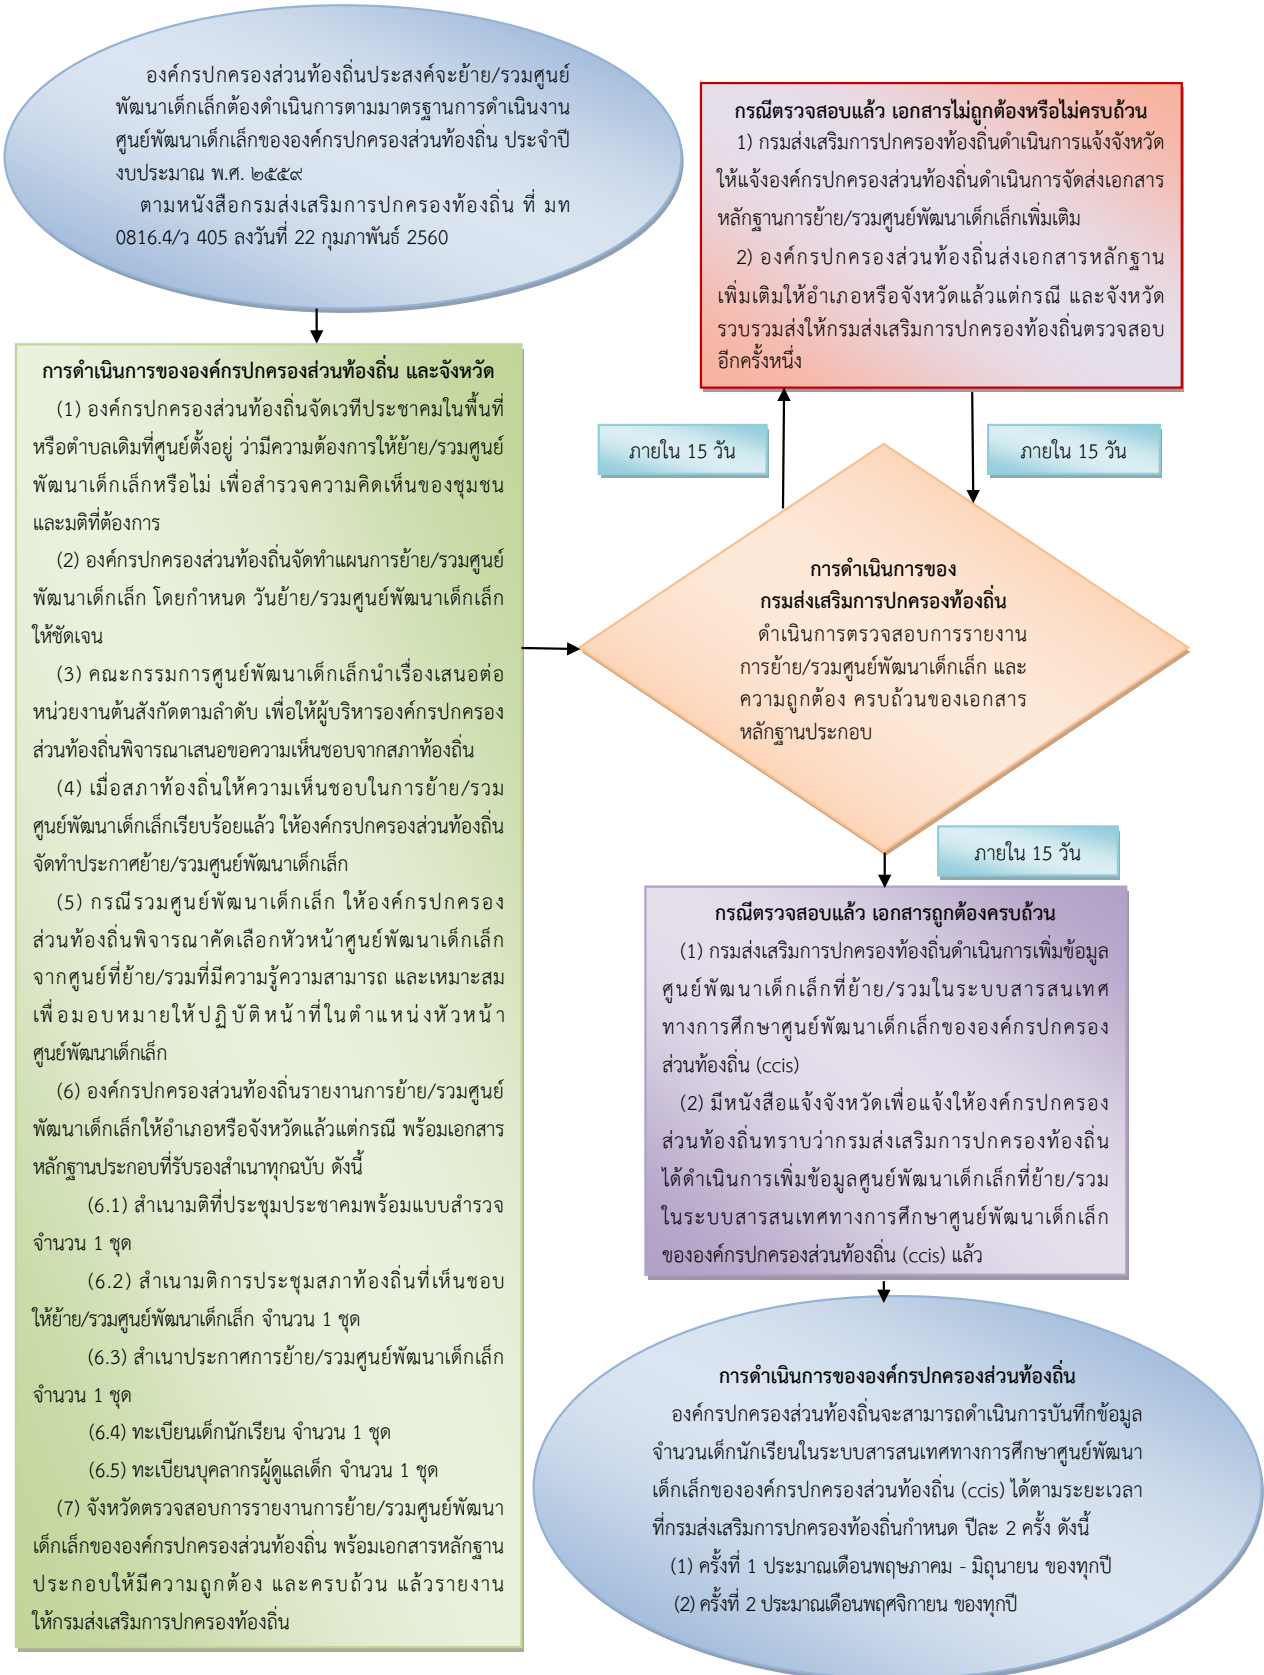 องค์กรปกครองส่วนท้องถิ่นประสงค์จะย้าย/รวมศูนย์
พัฒนาเด็กเล็กต้องดำเนินการตามมาตรฐานการดำเนินงาน
ศูนย์พัฒนาเด็กเล็กขององค์กรปกครองส่วนท้องถิ่น ประจำปี
งบประมาณ พ.ศ. ๒๕๕๙
ตามหนังสือกรมส่งเสริมการปกครองท้องถิ่น ที่ มท
0816.4/ว 405 ลงวันที่ 22 กุมภาพันธ์ 2560
การดำเนินการขององค์กรปกครองส่วนท้องถิ่น และจังหวัด
(1) องค์กรปกครองส่วนท้องถิ่นจัดเวทีประชาคมในพื้นที่
หรือตำบลเดิมที่ศูนย์ตั้งอยู่ ว่ามีความต้องการให้ย้าย/รวมศูนย์
พัฒนาเด็กเล็กหรือไม่ เพื่อสำรวจความคิดเห็นของชุมชน
และมติที่ต้องการ
(2) องค์กรปกครองส่วนท้องถิ่นจัดทำแผนการย้าย/รวมศูนย์
พัฒนาเด็กเล็ก โดยกำหนด วันย้าย/รวมศูนย์พัฒนาเด็กเล็ก
ให้ชัดเจน
(3) คณะกรรมการศูนย์พัฒนาเด็กเล็กนำเรื่องเสนอต่อ
หน่วยงานต้นสังกัดตามลำดับ เพื่อให้ผู้บริหารองค์กรปกครอง
ส่วนท้องถิ่นพิจารณาเสนอขอความเห็นชอบจากสภาท้องถิ่น
(4) เมื่อสภาท้องถิ่นให้ความเห็นชอบในการย้าย/รวม
ศูนย์พัฒนาเด็กเล็กเรียบร้อยแล้ว ให้องค์กรปกครองส่วนท้องถิ่น
จัดทำประกาศย้าย/รวมศูนย์พัฒนาเด็กเล็ก
(5) กรณีรวมศูนย์พัฒนาเด็กเล็ก ให้องค์กรปกครอง
ส่วนท้องถิ่นพิจารณาคัดเลือกหัวหน้าศูนย์พัฒนาเด็กเล็ก
จากศูนย์ที่ย้าย/รวมที่มีความรู้ความสามารถ และเหมาะสม
เพื่อมอบหมายให้ปฏิบัติหน้าที่ในตำแหน่งหัวหน้า
ศูนย์พัฒนาเด็กเล็ก
(6) องค์กรปกครองส่วนท้องถิ่นรายงานการย้าย/รวมศูนย์
พัฒนาเด็กเล็กให้อำเภอหรือจังหวัดแล้วแต่กรณี พร้อมเอกสาร
หลักฐานประกอบที่รับรองสำเนาทุกฉบับ ดังนี้
(6.1) สำเนามติที่ประชุมประชาคมพร้อมแบบสำรวจ
จำนวน 1 ชุด
(6.2) สำเนามติการประชุมสภาท้องถิ่นที่เห็นชอบ
ให้ย้าย/รวมศูนย์พัฒนาเด็กเล็ก จำนวน 1 ชุด
(6.3) สำเนาประกาศการย้าย/รวมศูนย์พัฒนาเด็กเล็ก
จำนวน 1 ชุด
(6.4) ทะเบียนเด็กนักเรียน จำนวน 1 ชุด
(6.5) ทะเบียนบุคลากรผู้ดูแลเด็ก จำนวน 1 ชุด
(7) จังหวัดตรวจสอบการรายงานการย้าย/รวมศูนย์พัฒนา
เด็กเล็กขององค์กรปกครองส่วนท้องถิ่น พร้อมเอกสารหลักฐาน
ประกอบให้มีความถูกต้อง และครบถ้วน แล้วรายงาน
ให้กรมส่งเสริมการปกครองท้องถิ่น
กรณีตรวจสอบแล้ว เอกสารไม่ถูกต้องหรือไม่ครบถ้วน
1) กรมส่งเสริมการปกครองท้องถิ่นดำเนินการแจ้งจังหวัด
ให้แจ้งองค์กรปกครองส่วนท้องถิ่นดำเนินการจัดส่งเอกสาร
หลักฐานการย้าย/รวมศูนย์พัฒนาเด็กเล็กเพิ่มเติม
2) องค์กรปกครองส่วนท้องถิ่นส่งเอกสารหลักฐาน
เพิ่มเติมให้อำเภอหรือจังหวัดแล้วแต่กรณี และจังหวัด
รวบรวมส่งให้กรมส่งเสริมการปกครองท้องถิ่นตรวจสอบ
อีกครั้งหนึ่ง
ภายใน 15 วัน
ภายใน 15 วัน
การดำเนินการของ
กรมส่งเสริมการปกครองท้องถิ่น
ดำเนินการตรวจสอบการรายงาน
การย้าย/รวมศูนย์พัฒนาเด็กเล็ก และ
ความถูกต้อง ครบถ้วนของเอกสาร
หลักฐานประกอบ
ภายใน 15 วัน
กรณีตรวจสอบแล้ว เอกสารถูกต้องครบถ้วน
(1) กรมส่งเสริมการปกครองท้องถิ่นดำเนินการเพิ่มข้อมูล
ศูนย์พัฒนาเด็กเล็กที่ย้าย/รวมในระบบสารสนเทศ
ทางการศึกษาศูนย์พัฒนาเด็กเล็กขององค์กรปกครอง
ส่วนท้องถิ่น (ccis)
(2) มีหนังสือแจ้งจังหวัดเพื่อแจ้งให้องค์กรปกครอง
ส่วนท้องถิ่นทราบว่ากรมส่งเสริมการปกครองท้องถิ่น
ได้ดำเนินการเพิ่มข้อมูลศูนย์พัฒนาเด็กเล็กที่ย้าย/รวม
ในระบบสารสนเทศทางการศึกษาศูนย์พัฒนาเด็กเล็ก
ขององค์กรปกครองส่วนท้องถิ่น (ccis) แล้ว
การดำเนินการขององค์กรปกครองส่วนท้องถิ่น
องค์กรปกครองส่วนท้องถิ่นจะสามารถดำเนินการบันทึกข้อมูล
จำนวนเด็กนักเรียนในระบบสารสนเทศทางการศึกษาศูนย์พัฒนา
เด็กเล็กขององค์กรปกครองส่วนท้องถิ่น (ccis) ได้ตามระยะเวลา
ที่กรมส่งเสริมการปกครองท้องถิ่นกำหนด ปีละ 2 ครั้ง ดังนี้
(1) ครั้งที่ 1 ประมาณเดือนพฤษภาคม - มิถุนายน ของทุกปี
(2) ครั้งที่ 2 ประมาณเดือนพฤศจิกายน ของทุกปี